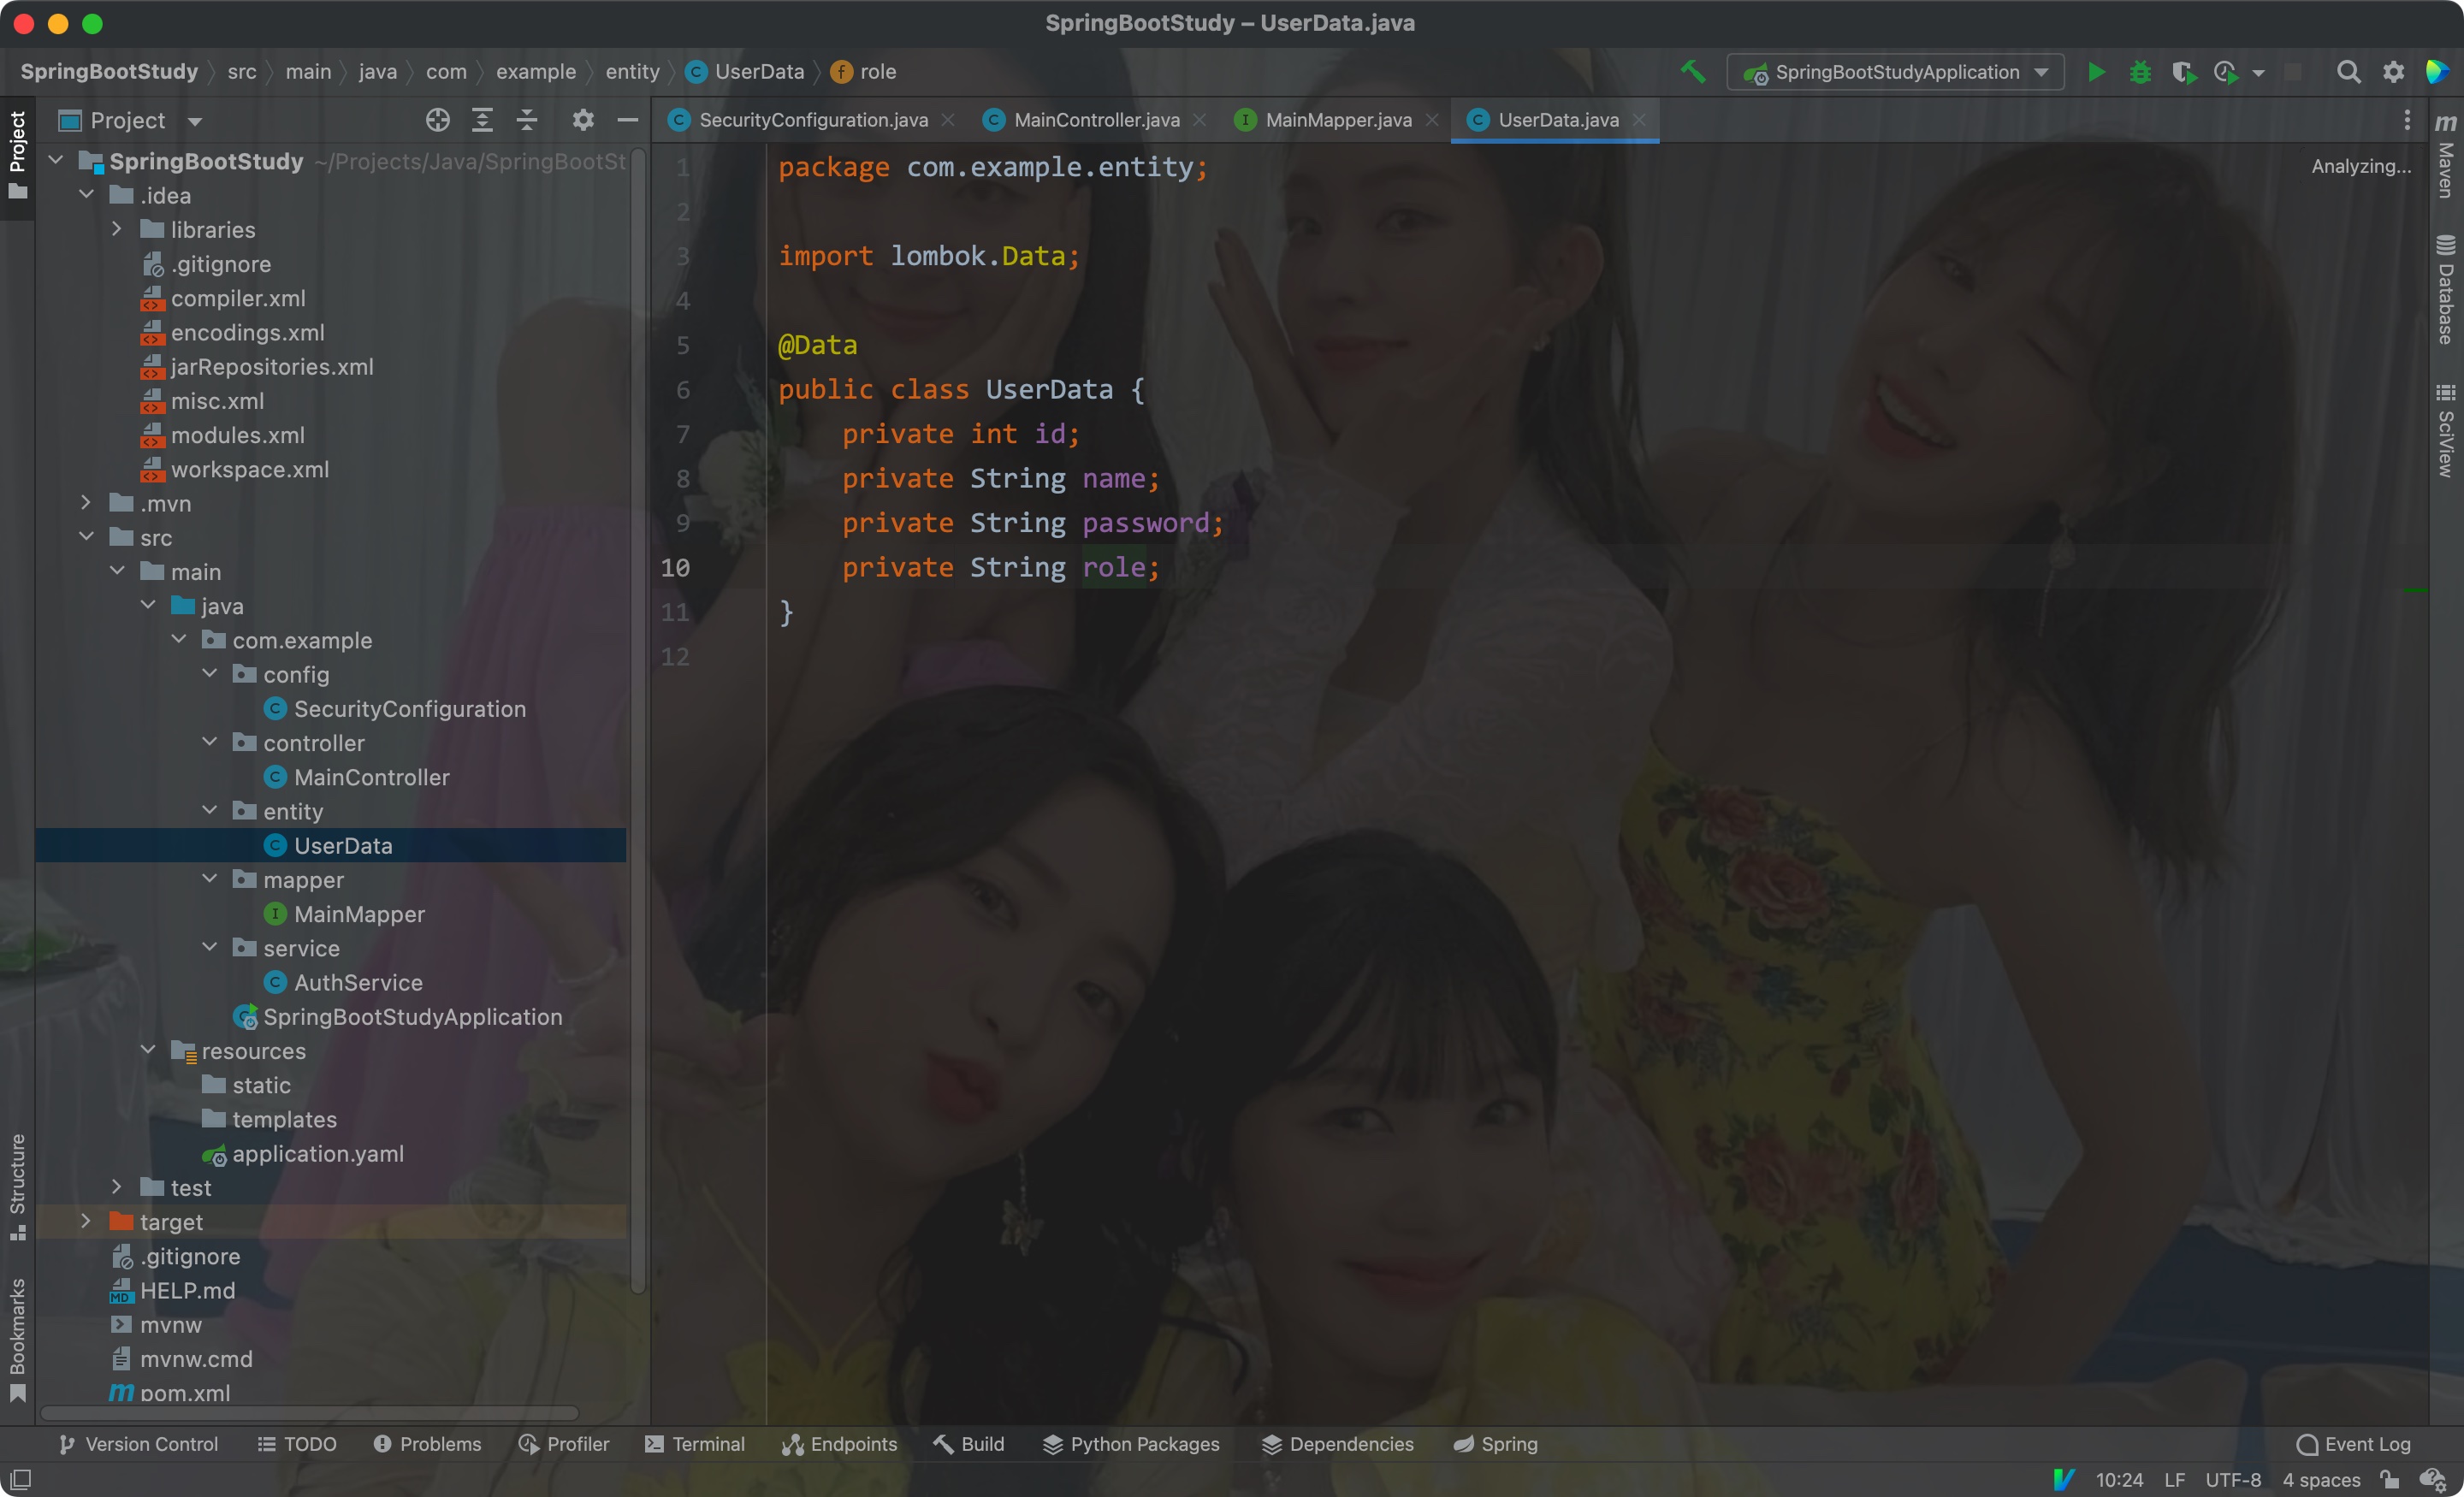 SpringBootStudy – UserData.java
SpringBootStudy src main java com example entity UserData role
SpringBootStudyApplication
Project
SecurityConfiguration.java MainController.java MainMapper.java UserData.java
Project
SpringBootStudy ~/Projects/Java/SpringBootSt
.idea
libraries
.gitignore
compiler.xml
encodings.xml
jarRepositories.xml
misc.xml
modules.xml
workspace.xml
.mvn
src
main
java
com.example
config
SecurityConfiguration
controller
MainController
entity
UserData
mapper
MainMapper
service
AuthService
SpringBootStudyApplication
resources
static
templates
application.yaml
test
target
.gitignore
HELP.md
mvnw
mvnw.cmd
pom.xml
Structure
Bookmarks
1 package com.example.entity;
2
3 import lombok.Data;
4
5 @Data
6 public class UserData {
7 private int id;
8 private String name;
9 private String password;
10 private String role;
11 }
12
Analyzing...
Maven
Database
SciView
Version Control TODO Problems Profiler Terminal Endpoints Build Python Packages Dependencies Spring Event Log
10:24 LF UTF-8 4 spaces